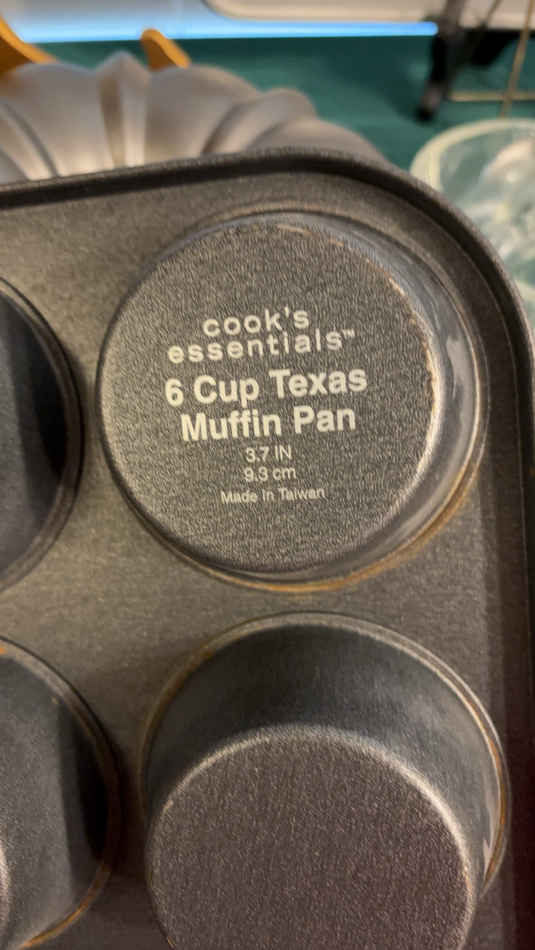 cook's
essentials™
6 Cup Texas
Muffin Pan
3.7 IN
9.3 cm
Made In Taiwan